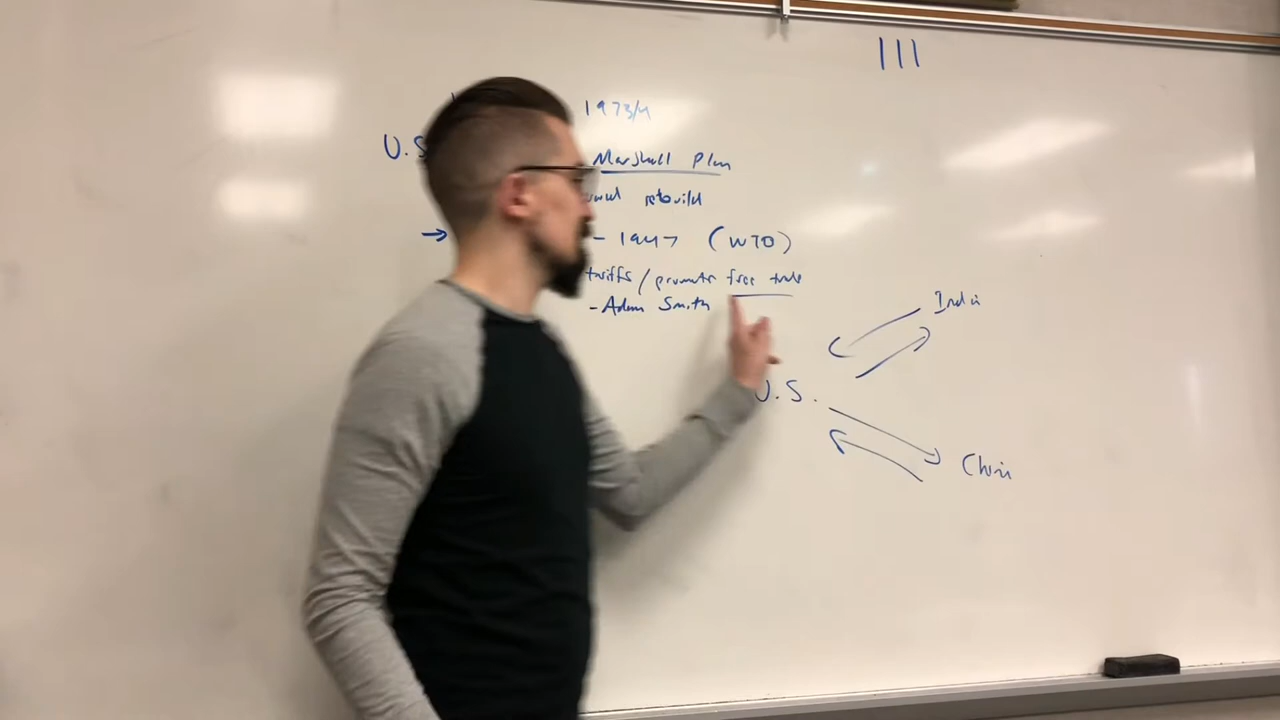 III
1973/4
U.S
Marshall Plan
rebuild
→ - 1947 (WTO)
tariffs / promote free trade
- Adam Smith
India
U.S.
China